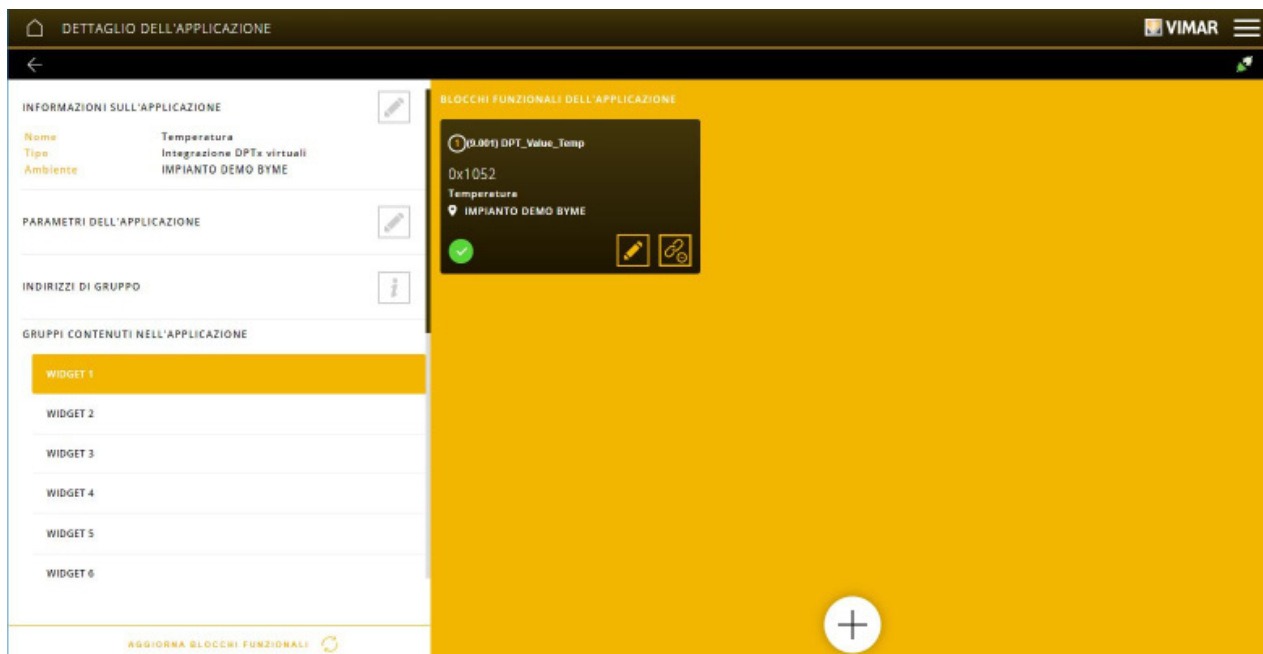 DETTAGLIO DELL'APPLICAZIONE
VIMAR
INFORMAZIONI SULL'APPLICAZIONE
Nome Temperatura
Tipo Integrazione DPTx virtuali
Ambiente IMPIANTO DEMO BYME
PARAMETRI DELL'APPLICAZIONE
INDIRIZZI DI GRUPPO
i
GRUPPI CONTENUTI NELL'APPLICAZIONE
WIDGET 1
WIDGET 2
WIDGET 3
WIDGET 4
WIDGET 5
WIDGET 6
AGGIORNA BLOCCHI FUNZIONALI
BLOCCHI FUNZIONALI DELL'APPLICAZIONE
1 (9.001) DPT_Value_Temp
0x1052
Temperatura
IMPIANTO DEMO BYME